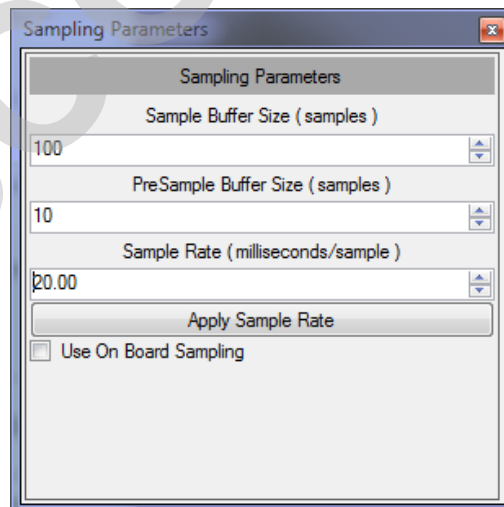 Sampling Parameters
Sampling Parameters
Sample Buffer Size ( samples )
100
PreSample Buffer Size ( samples )
10
Sample Rate ( milliseconds/sample )
20.00
Apply Sample Rate
Use On Board Sampling